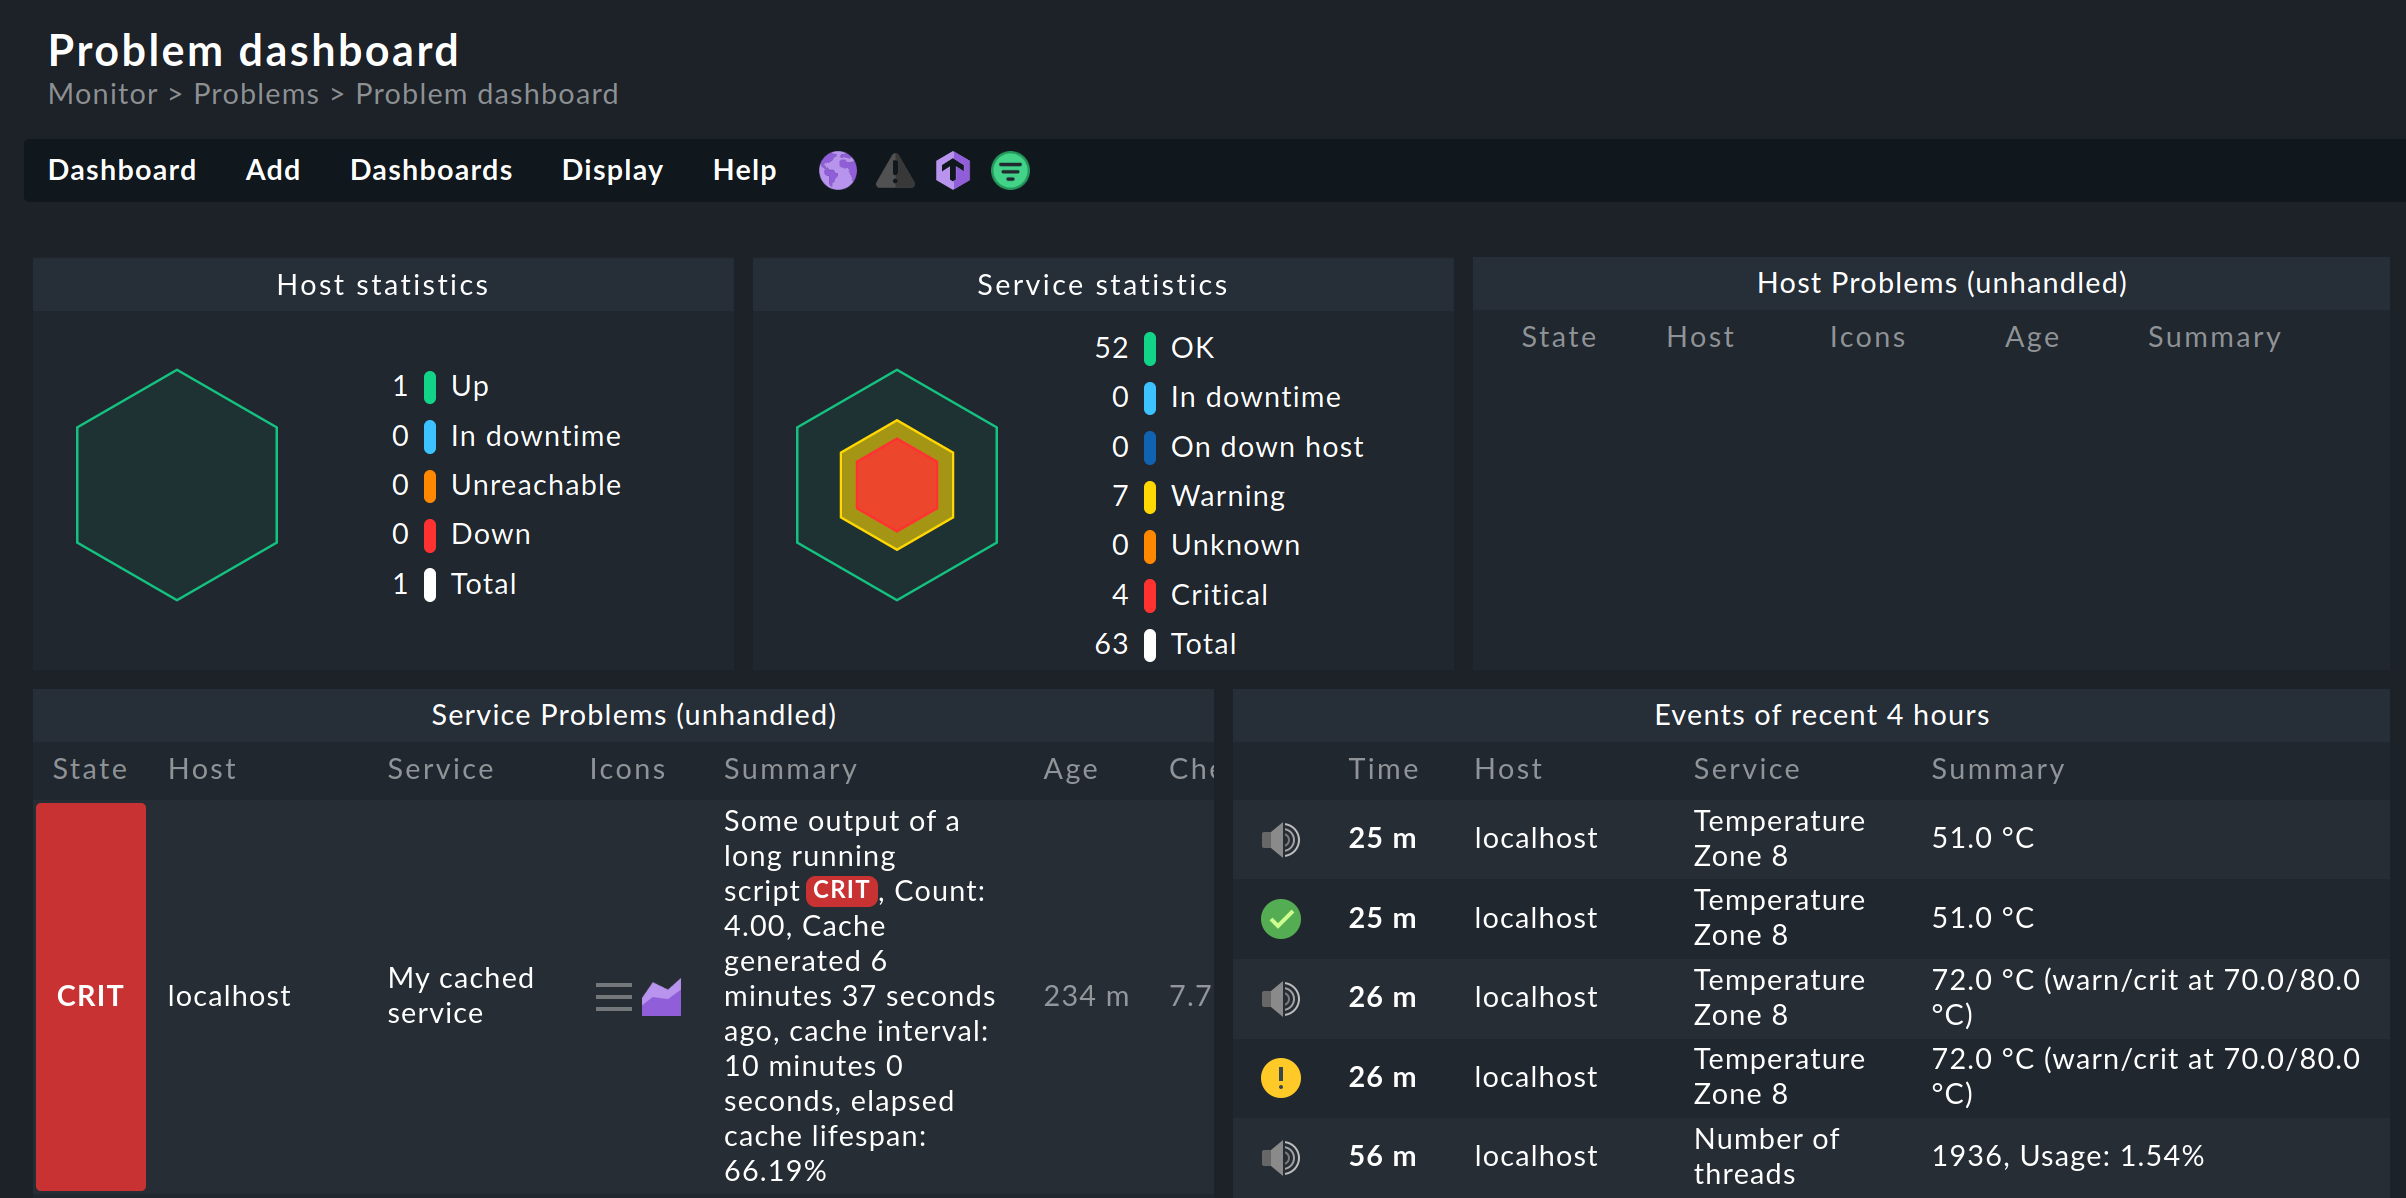 Problem dashboard
Monitor > Problems > Problem dashboard
Dashboard Add Dashboards Display Help
Host statistics
1 Up
0 In downtime
0 Unreachable
0 Down
1 Total
Service statistics
52 OK
0 In downtime
0 On down host
7 Warning
0 Unknown
4 Critical
63 Total
Host Problems (unhandled)
State Host Icons Age Summary
Service Problems (unhandled)
State Host Service Icons Summary Age Che
CRIT
localhost
My cached
service
Some output of a
long running
script CRIT, Count:
4.00, Cache
generated 6
minutes 37 seconds
ago, cache interval:
10 minutes 0
seconds, elapsed
cache lifespan:
66.19%
234 m
7.7
Events of recent 4 hours
Time Host Service Summary
25 m localhost
Temperature
Zone 8
51.0 °C
25 m localhost
Temperature
Zone 8
51.0 °C
26 m localhost
Temperature
Zone 8
72.0 °C (warn/crit at 70.0/80.0
°C)
26 m localhost
Temperature
Zone 8
72.0 °C (warn/crit at 70.0/80.0
°C)
56 m localhost
Number of
threads
1936, Usage: 1.54%